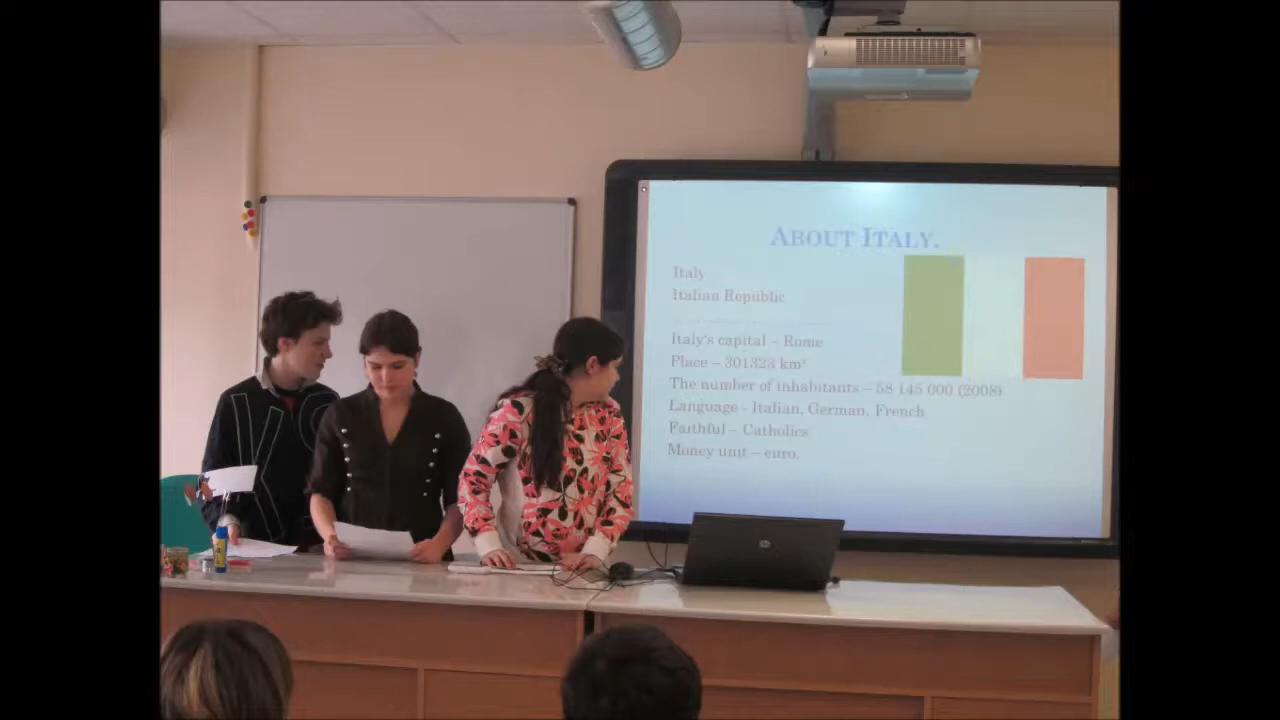 ABOUT ITALY.
Italy
Italian Republic
Italy's capital – Rome
Place – 301323 km²
The number of inhabitants – 58 145 000 (2008)
Language - Italian, German, French
Faithful – Catholics
Money unit – euro.
hp